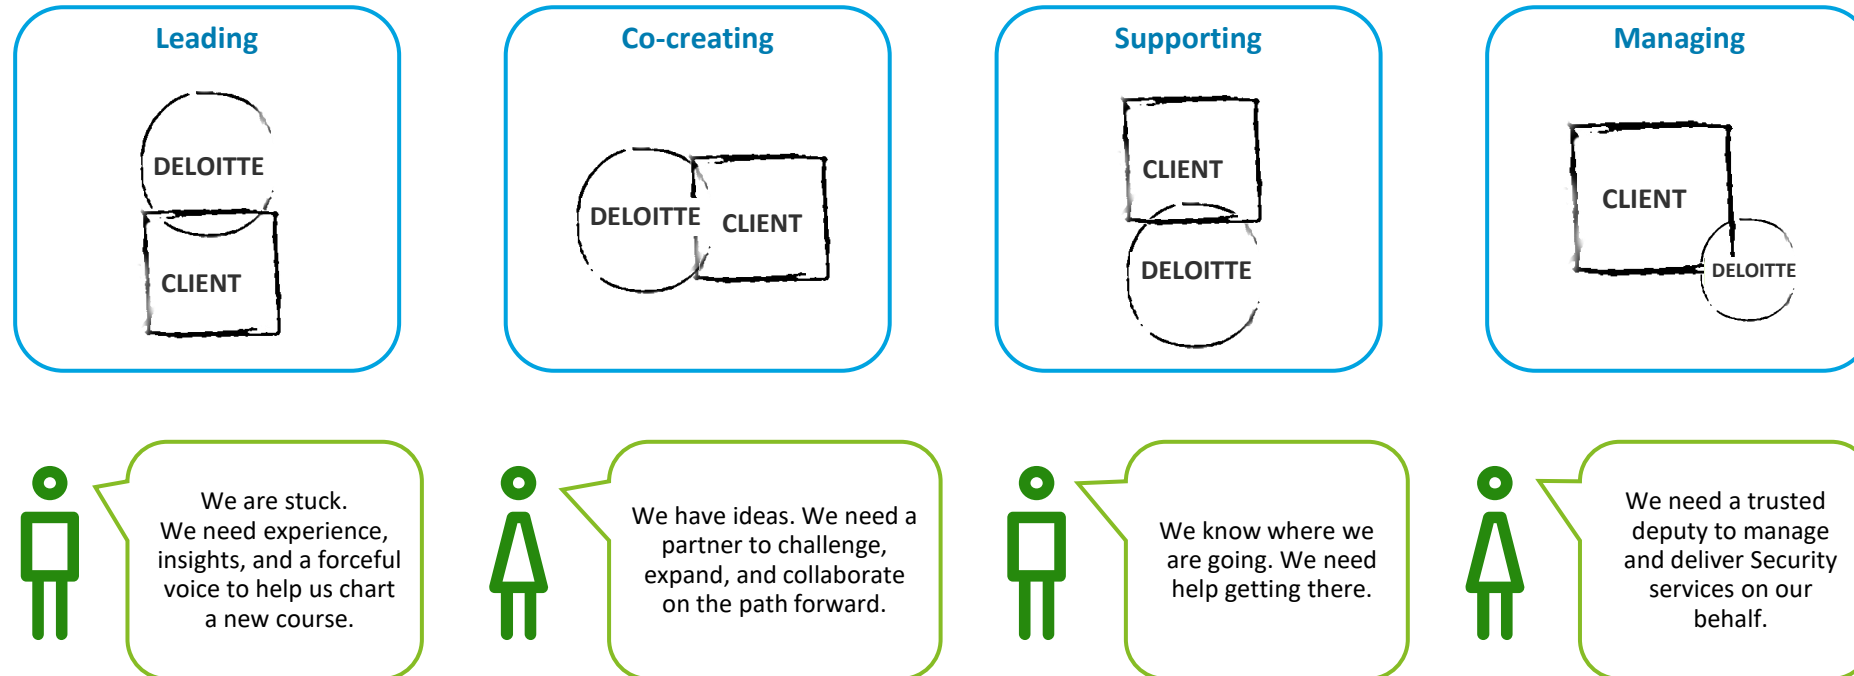 Leading
DELOITTE
CLIENT
Co-creating
DELOITTE
CLIENT
Supporting
CLIENT
DELOITTE
Managing
CLIENT
DELOITTE
We are stuck.
We need experience,
insights, and a forceful
voice to help us chart
a new course.
We have ideas. We need a
partner to challenge,
expand, and collaborate
on the path forward.
We know where we
are going. We need
help getting there.
We need a trusted
deputy to manage
and deliver Security
services on our
behalf.